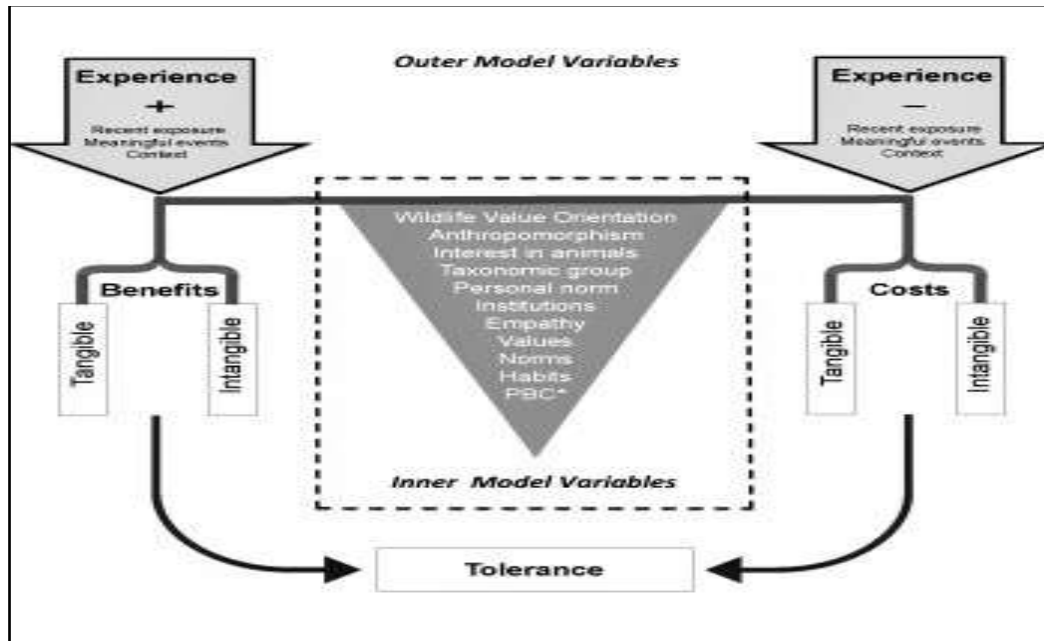 Outer Model Variables
Experience
+
Recent exposure
Meaningful events
Context
Experience
–
Recent exposure
Meaningful events
Context
Wildlife Value Orientation
Anthropomorphism
Interest in animals
Taxonomic group
Personal norm
Institutions
Empathy
Values
Norms
Habits
PBC*
Benefits
Tangible
Intangible
Costs
Tangible
Intangible
Inner Model Variables
Tolerance